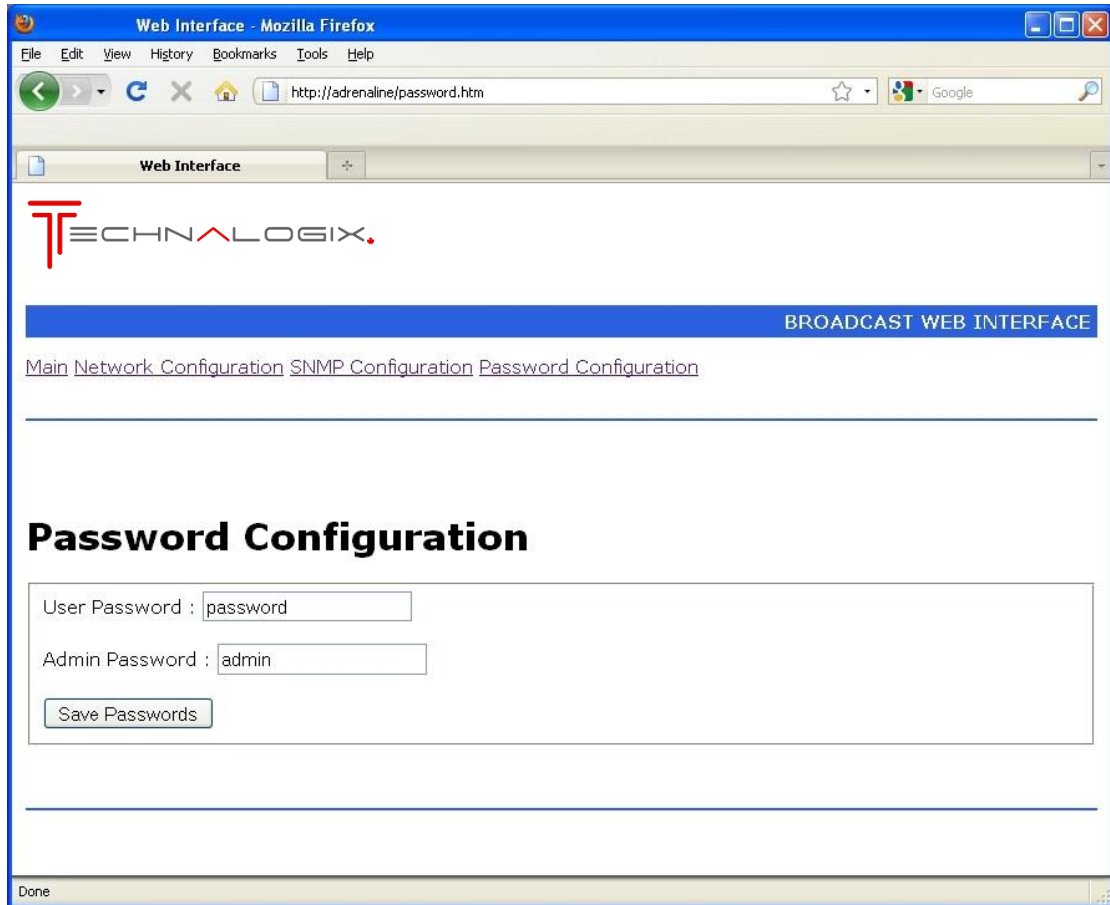 Web Interface - Mozilla Firefox
File Edit View History Bookmarks Tools Help
http://adrenaline/password.htm Google
Web Interface
TECHNALOGIX.
BROADCAST WEB INTERFACE
Main Network Configuration SNMP Configuration Password Configuration
Password Configuration
User Password : password
Admin Password : admin
Save Passwords
Done